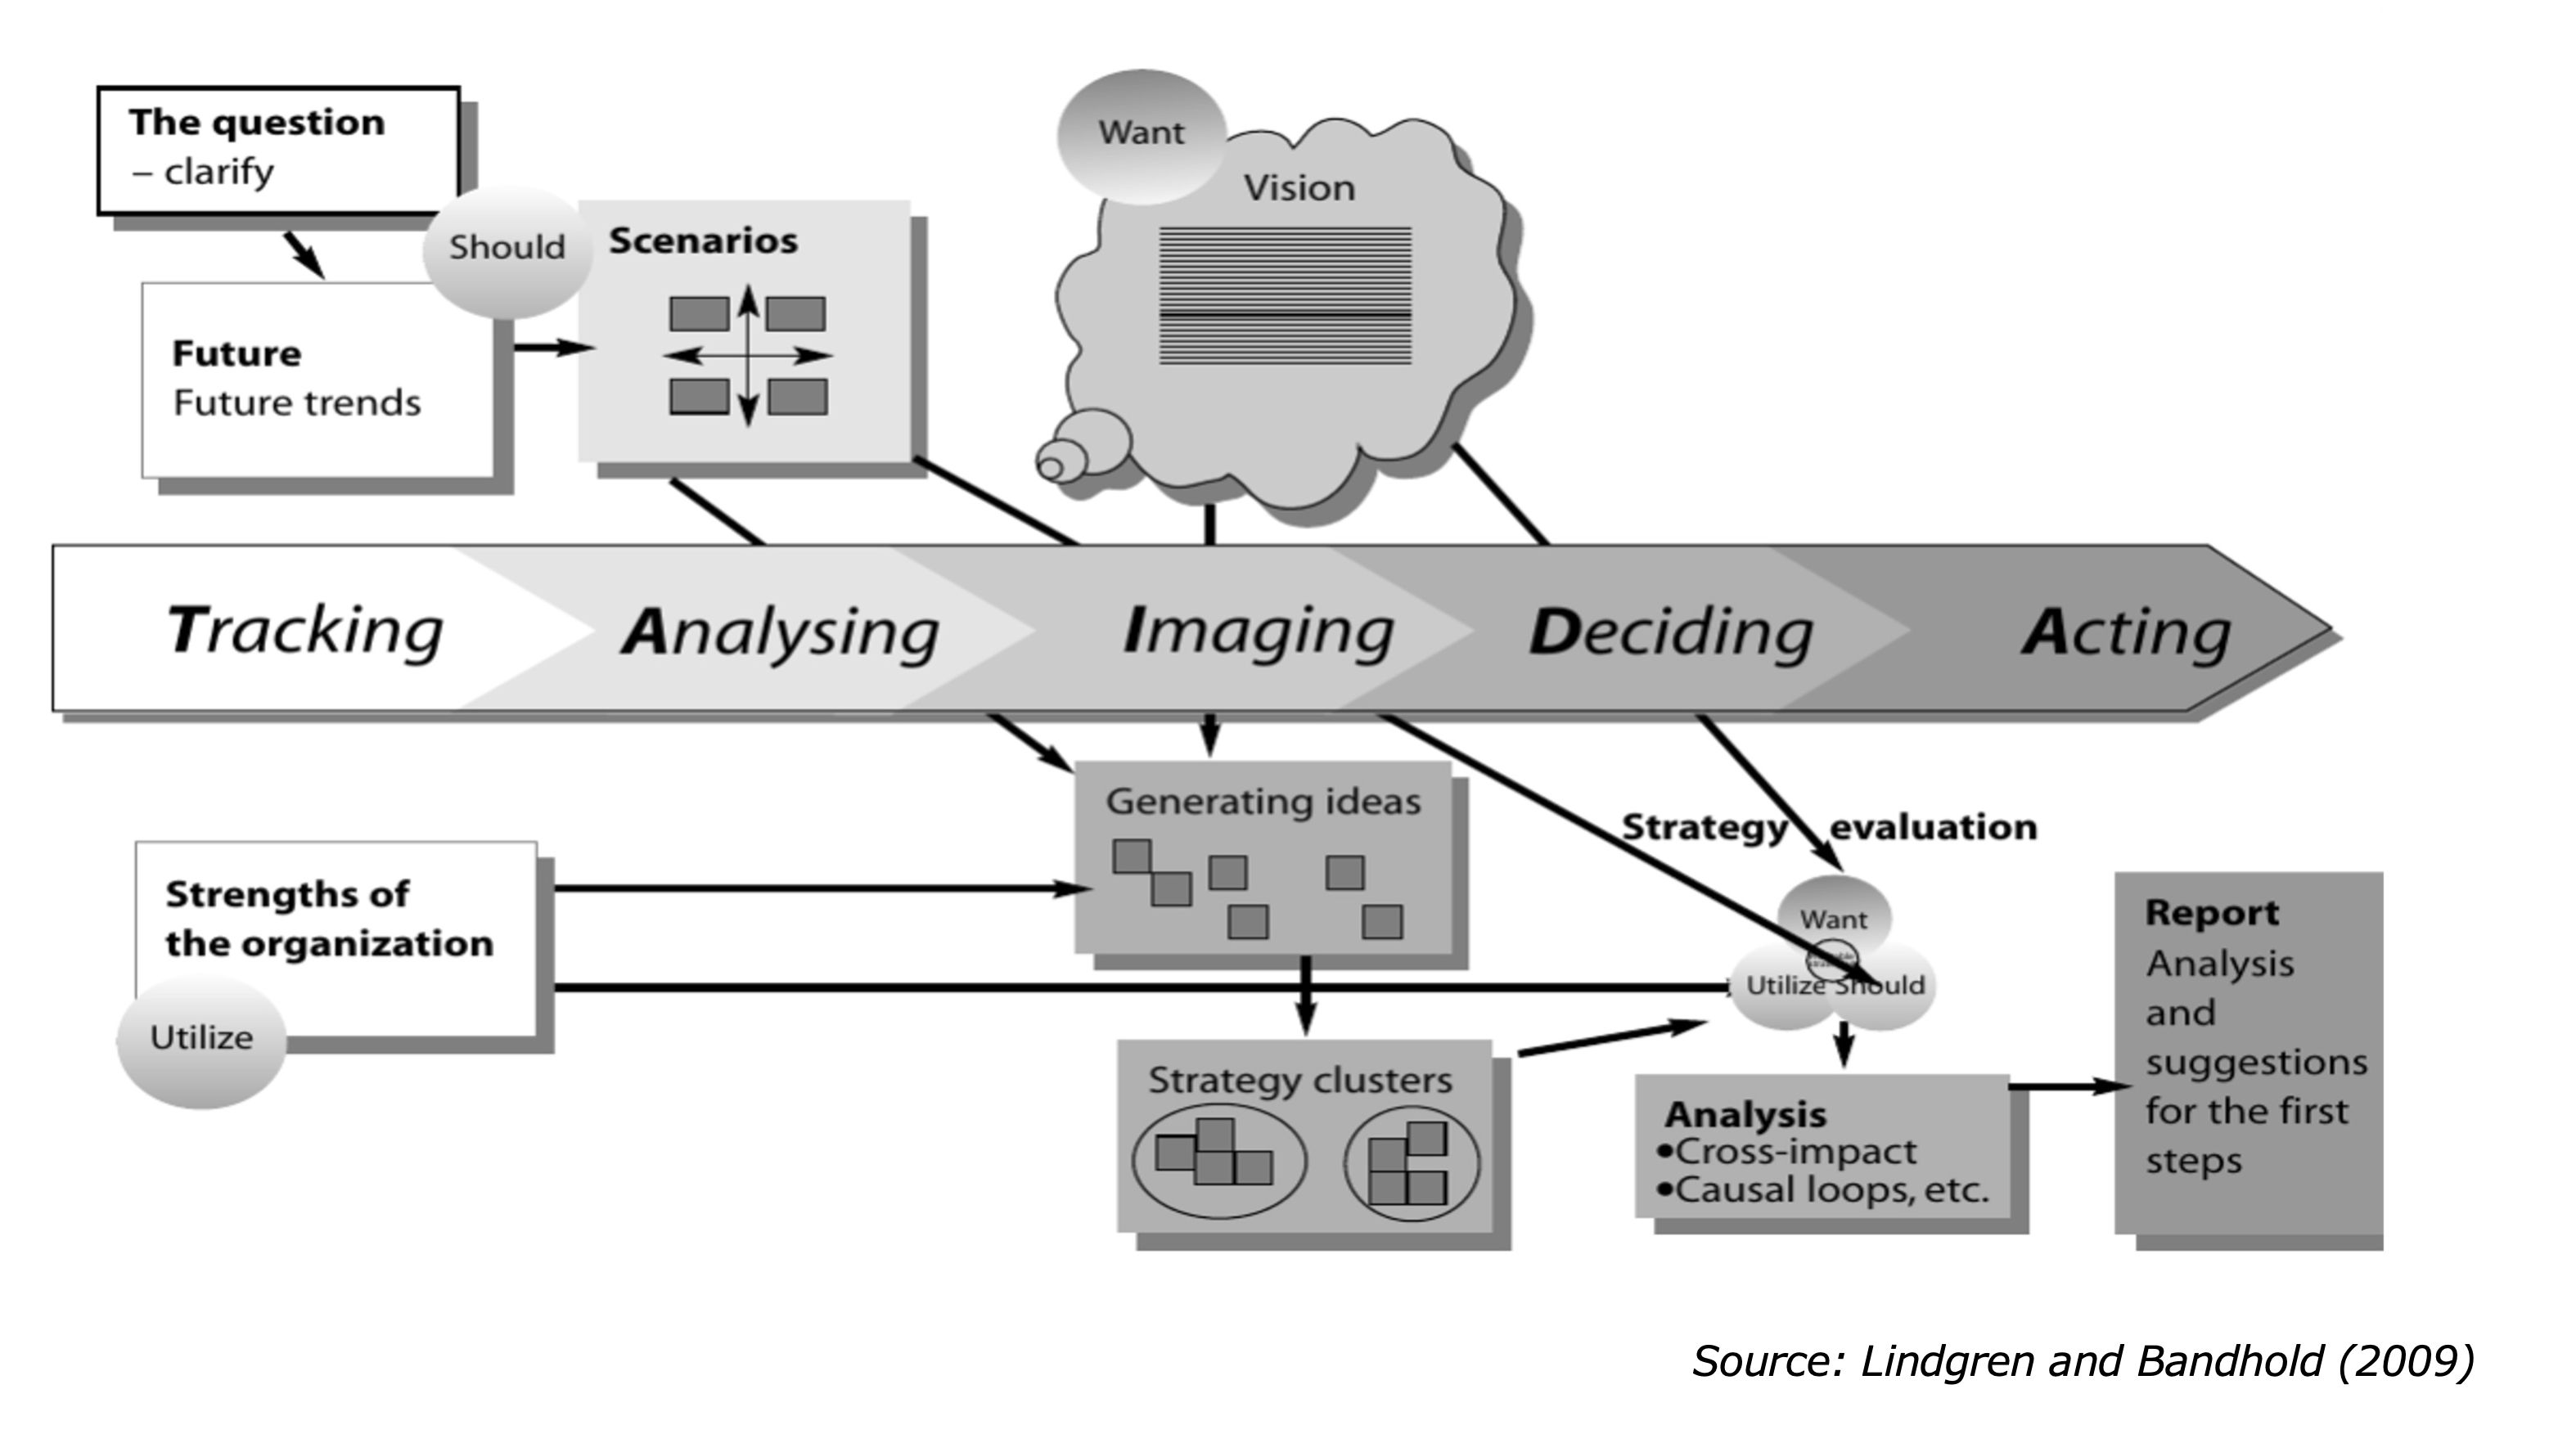 The question
– clarify
Should
Future
Future trends
Scenarios
Want
Vision
Tracking
Analysing
Imaging
Deciding
Acting
Strengths of
the organization
Utilize
Generating ideas
Strategy clusters
Strategy evaluation
Want
Utilize
Should
Analysis
•Cross-impact
•Causal loops, etc.
Report
Analysis
and
suggestions
for the first
steps
Source: Lindgren and Bandhold (2009)